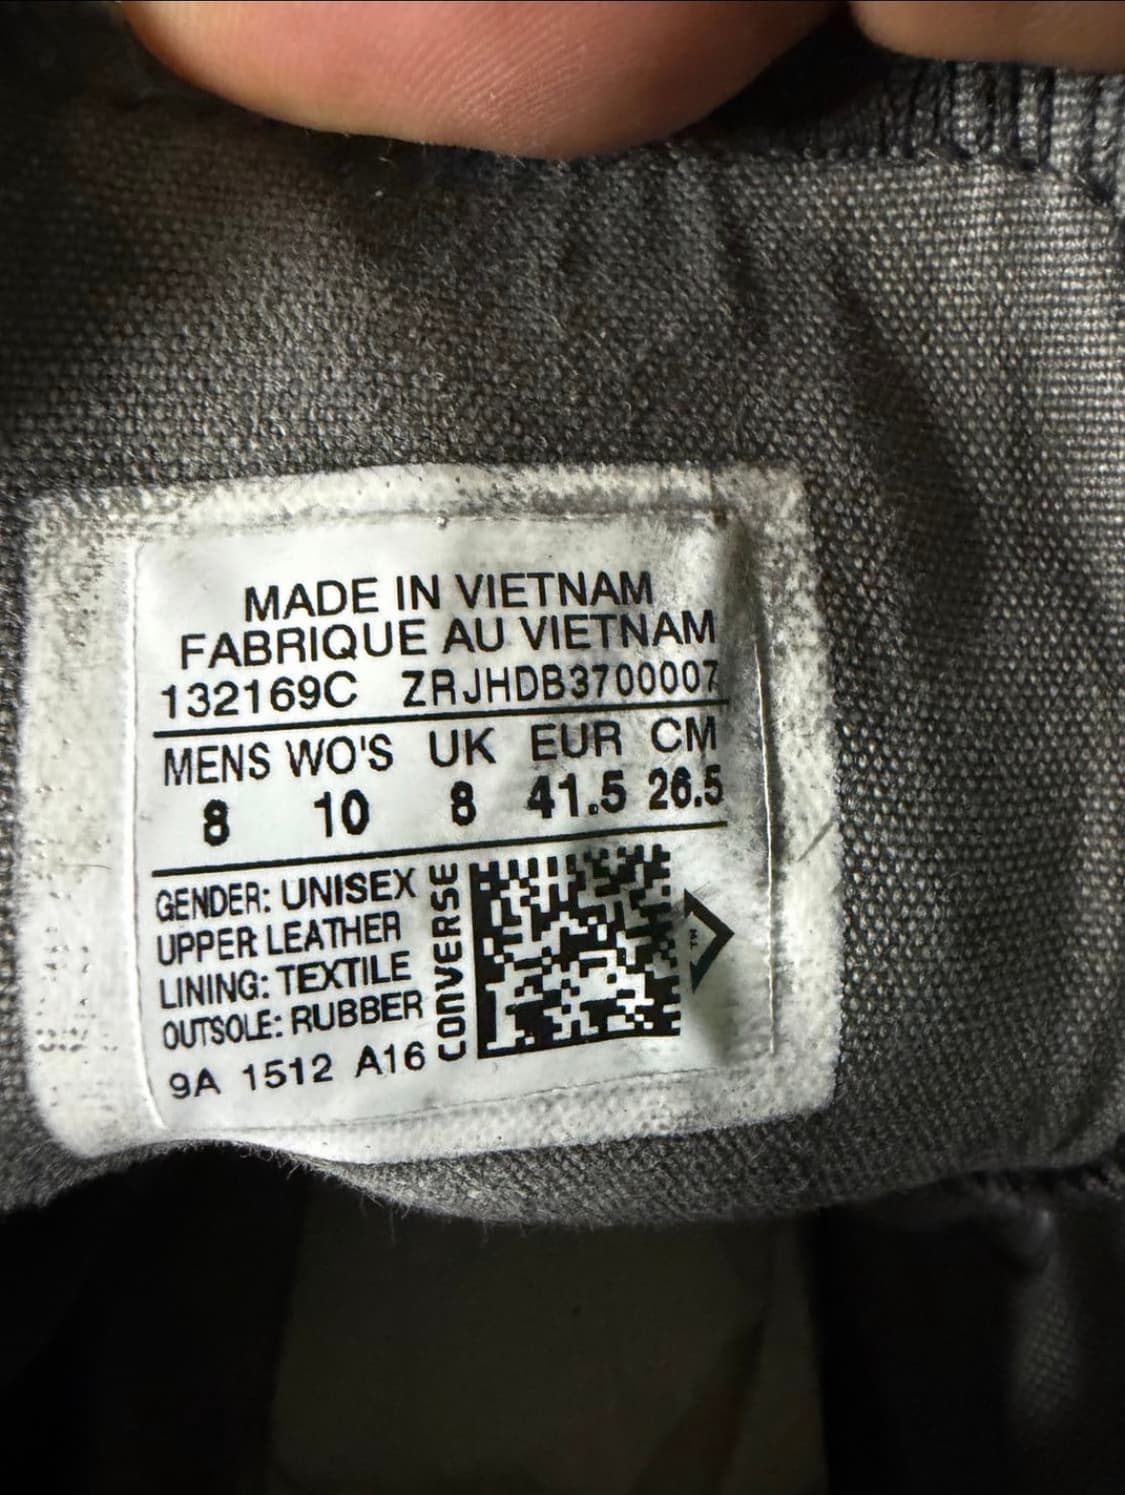 MADE IN VIETNAM
FABRIQUE AU VIETNAM
132169C ZRJHDB3700007
MENS WO'S UK EUR CM
8 10 8 41.5 26.5
GENDER: UNISEX
UPPER LEATHER
LINING: TEXTILE
OUTSOLE: RUBBER
9A 1512 A16
CONVERSE
TM